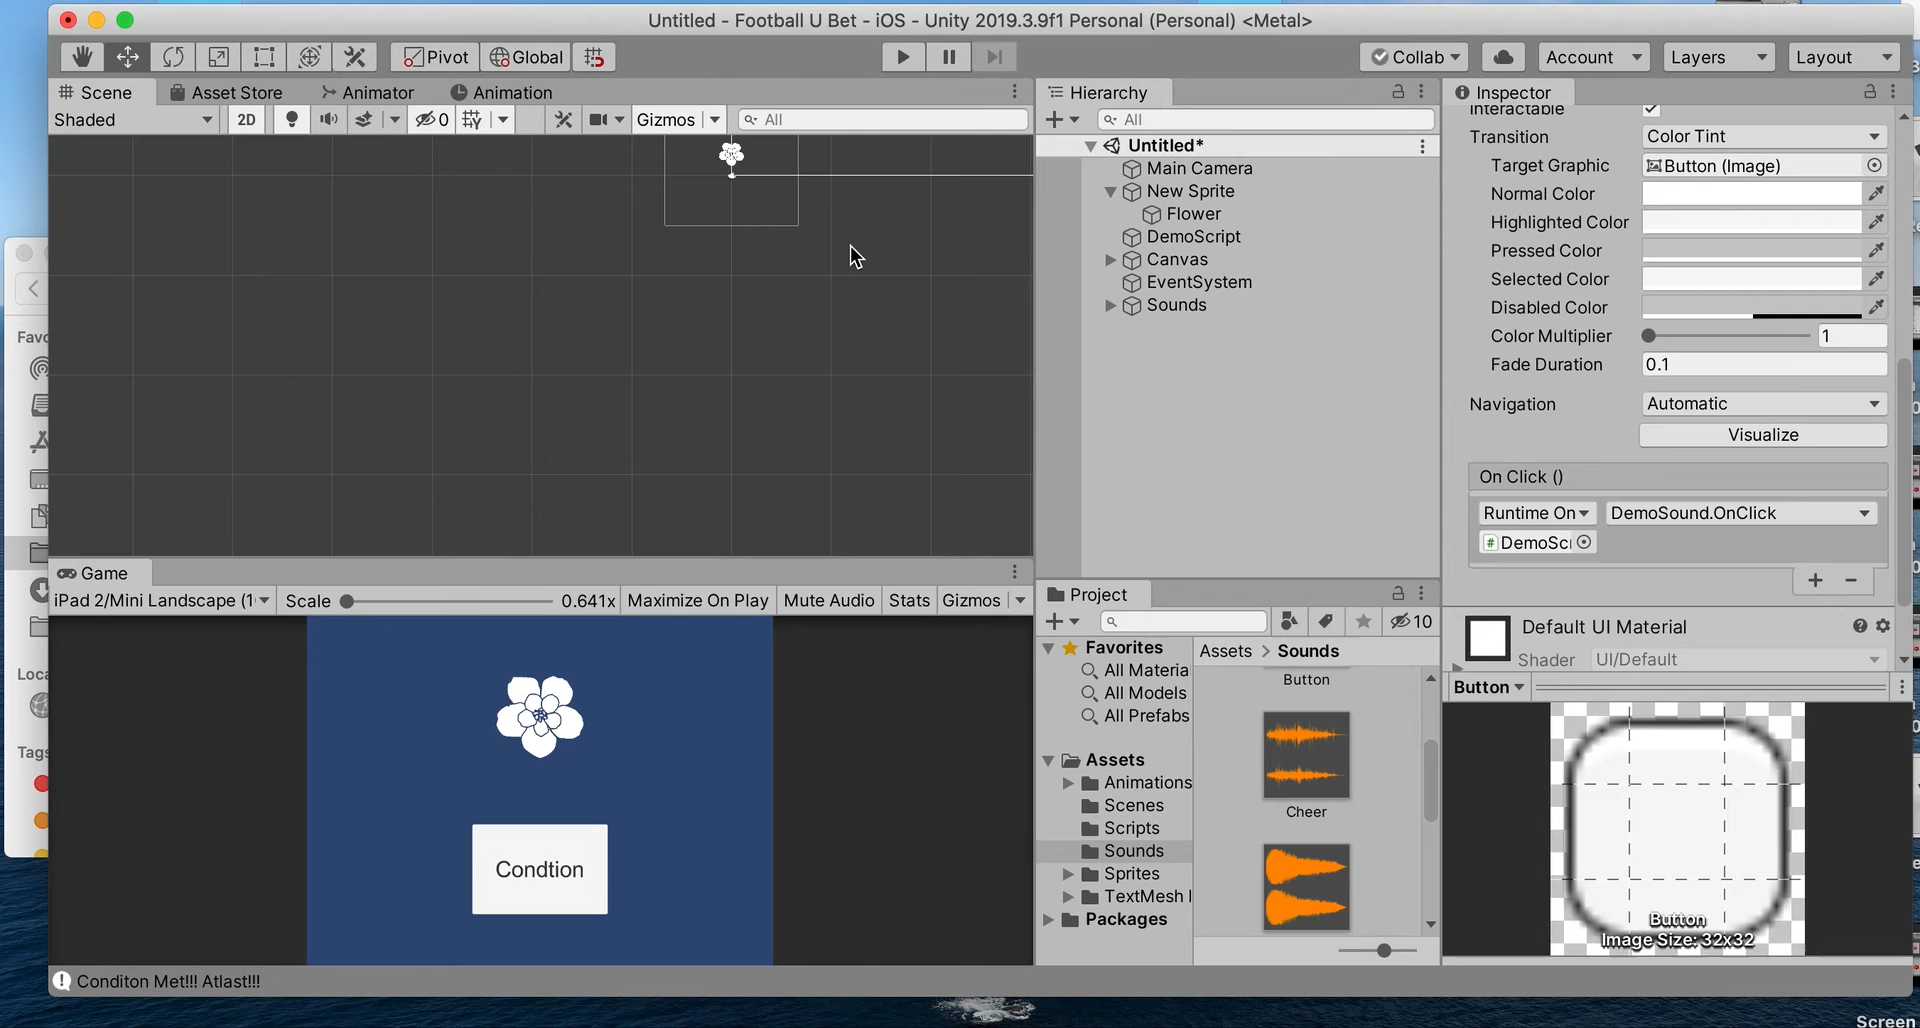 Untitled - Football U Bet - iOS - Unity 2019.3.9f1 Personal (Personal) <Metal>
Pivot Global Collab Account Layers Layout
Scene Asset Store Animator Animation
Shaded 2D 0 Gizmos All
Hierarchy
All
Untitled*
Main Camera
New Sprite
Flower
DemoScript
Canvas
EventSystem
Sounds
Inspector
Interactable
Transition Color Tint
Target Graphic Button (Image)
Normal Color
Highlighted Color
Pressed Color
Selected Color
Disabled Color
Color Multiplier 1
Fade Duration 0.1
Navigation Automatic
Visualize
On Click ()
Runtime On DemoSound.OnClick
DemoScr
Default UI Material
Shader UI/Default
Button
Button
Image Size: 32x32
Game
iPad 2/Mini Landscape (1 Scale 0.641x Maximize On Play Mute Audio Stats Gizmos
Condtion
Project
10
Favorites
All Materia
All Models
All Prefabs
Assets
Animations
Scenes
Scripts
Sounds
Sprites
TextMesh
Packages
Assets > Sounds
Button
Cheer
Conditon Met!!! Atlast!!!
Favo
Loca
Tags
Screen